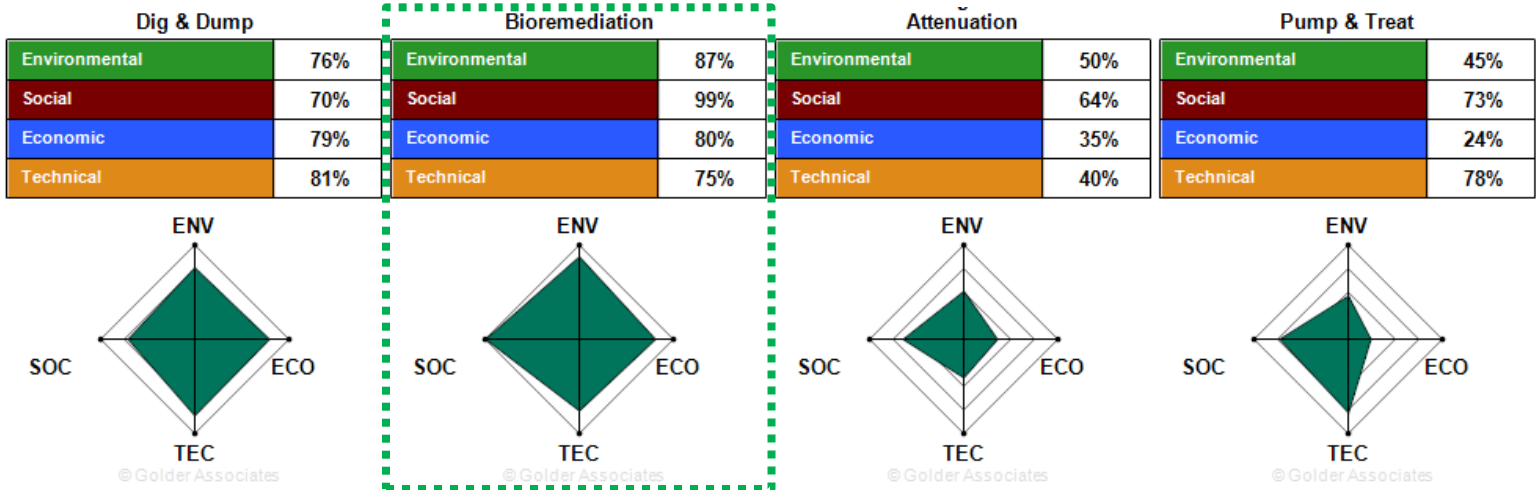 Dig & Dump
Environmental 76%
Social 70%
Economic 79%
Technical 81%
ENV
SOC ECO
TEC
© Golder Associates
Bioremediation
Environmental 87%
Social 99%
Economic 80%
Technical 75%
ENV
SOC ECO
TEC
© Golder Associates
Attenuation
Environmental 50%
Social 64%
Economic 35%
Technical 40%
ENV
SOC ECO
TEC
© Golder Associates
Pump & Treat
Environmental 45%
Social 73%
Economic 24%
Technical 78%
ENV
SOC ECO
TEC
© Golder Associates